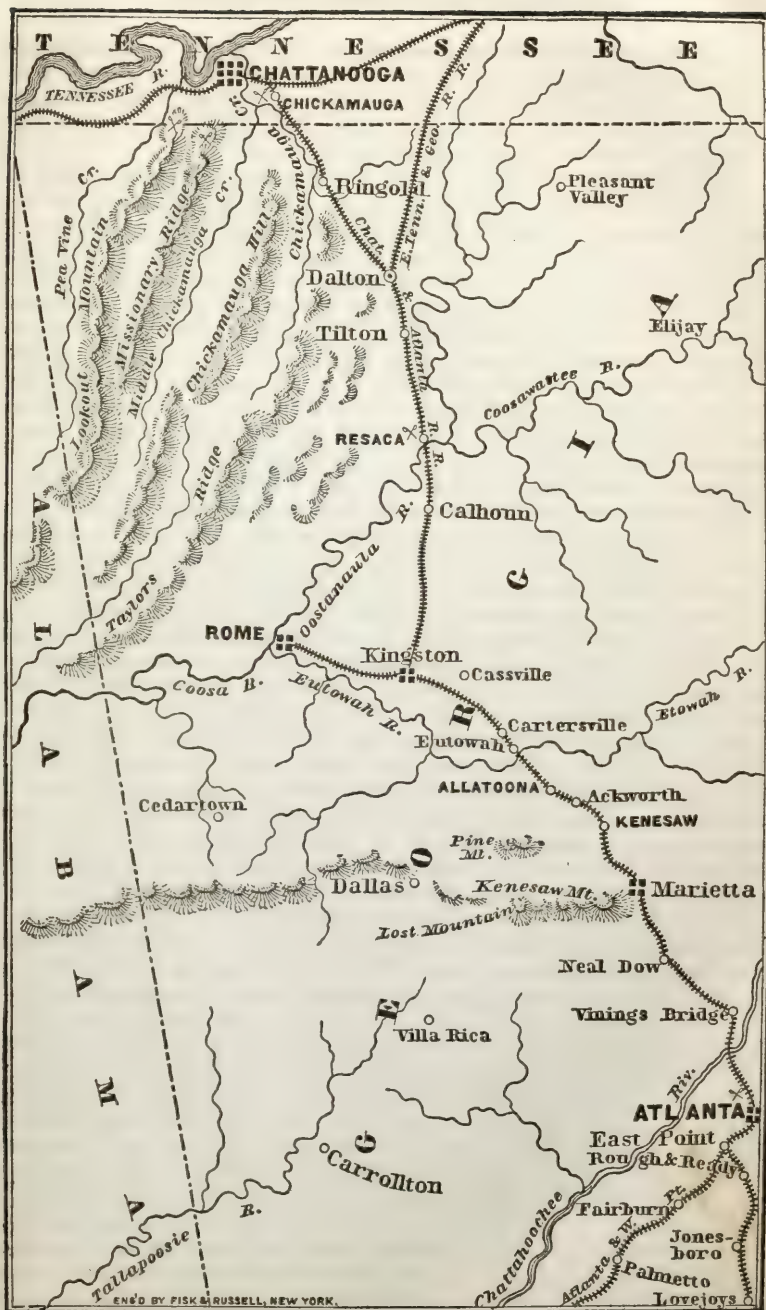 TENNESSEE
TENNESSEE R.
CHATTANOOGA
CHICKAMAUGA
Chickamauga Cr.
Ringold
Pleasant Valley
E. Tenn. & Geo. R. R.
Chat. & Atlanta R. R.
Pea Vine Cr.
Lookout Mountain
Missionary Ridge
Middle Chickamauga Cr.
Chickamauga Hill
Dalton
Tilton
Elijay
Coosawattee R.
RESACA
Calhoun
Taylors Ridge
Oostanaula R.
ROME
Kingston
Cassville
Coosa R.
Eutowah R.
Cartersville
Eutowah
Etowah R.
ALLATOONA
Ackworth
KENESAW
Cedartown
Pine Mt.
Dallas
Kenesaw Mt.
Lost Mountain
Marietta
Neal Dow
Vinings Bridge
Villa Rica
ATLANTA
East Point
Rough & Ready
Carrollton
Fairburn
Jones-
boro
Chattahoochee Riv.
Atlanta & W. Pt.
Palmetto
Lovejoys
Tallapoosie R.
ALABAMA
GEORGIA
ENG'D BY FISK & RUSSELL, NEW YORK.